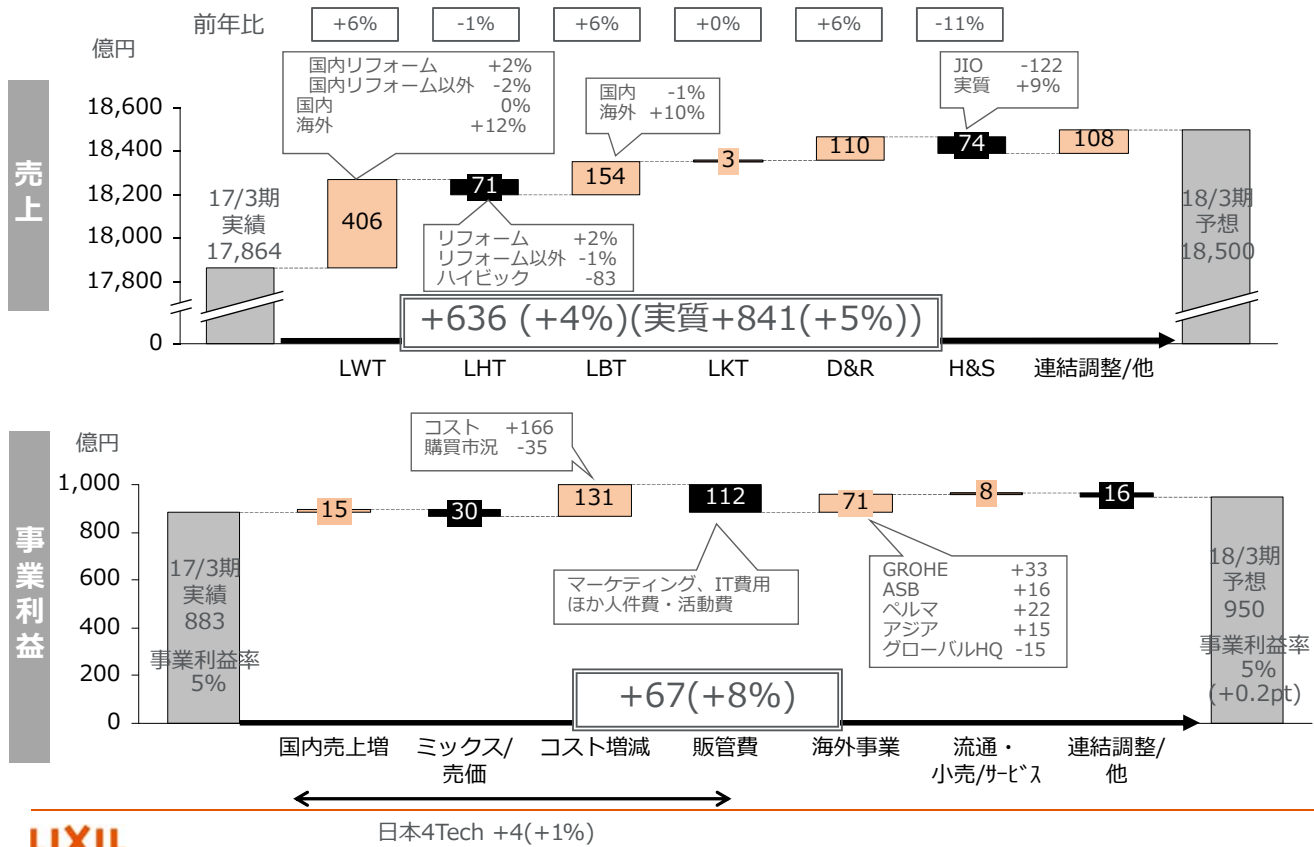 前年比 +6% -1% +6% +0% +6% -11%
億円
売上
18,600
18,400
18,200
18,000
17,800
0
17/3期
実績
17,864
国内リフォーム +2%
国内リフォーム以外 -2%
国内 0%
海外 +12%
国内 -1%
海外 +10%
JIO -122
実質 +9%
406
71
154
3
110
74
108
リフォーム +2%
リフォーム以外 -1%
ハイビック -83
18/3期
予想
18,500
+636 (+4%)(実質+841(+5%))
LWT LHT LBT LKT D&R H&S 連結調整/他
億円
事業利益
1,000
800
600
400
200
0
17/3期
実績
883
事業利益率
5%
コスト +166
購買市況 -35
15
30
131
112
71
8
16
マーケティング、IT費用
ほか人件費・活動費
GROHE +33
ASB +16
ペルマ +22
アジア +15
グローバルHQ -15
18/3期
予想
950
事業利益率
5%
(+0.2pt)
+67(+8%)
国内売上増 ミックス/ コスト増減 販管費 海外事業 流通・ 連結調整/
売価 小売/ｻｰﾋﾞｽ 他
日本4Tech +4(+1%)
LIXIL